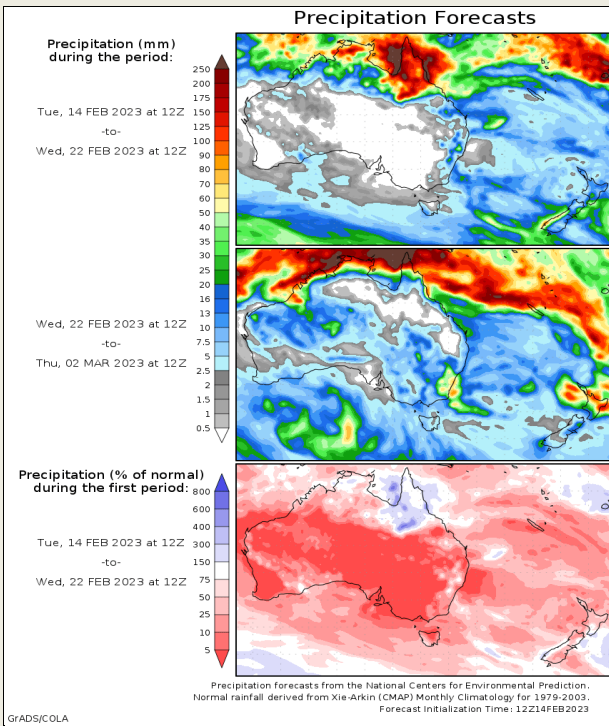 Precipitation Forecasts
Precipitation (mm)
during the period:
Tue, 14 FEB 2023 at 12Z
-to-
Wed, 22 FEB 2023 at 12Z
250
200
175
150
125
100
90
80
70
60
50
40
35
30
25
20
16
13
10
7.5
5
2.5
2
1.5
1
0.5
Wed, 22 FEB 2023 at 12Z
-to-
Thu, 02 MAR 2023 at 12Z
Precipitation (% of normal)
during the first period:
Tue, 14 FEB 2023 at 12Z
-to-
Wed, 22 FEB 2023 at 12Z
800
600
400
300
150
75
50
25
10
5
Precipitation forecasts from the National Centers for Environmental Prediction.
Normal rainfall derived from Xie-Arkin (CMAP) Monthly Climatology for 1979-2003.
Forecast Initialization Time: 12Z14FEB2023
GrADS/COLA